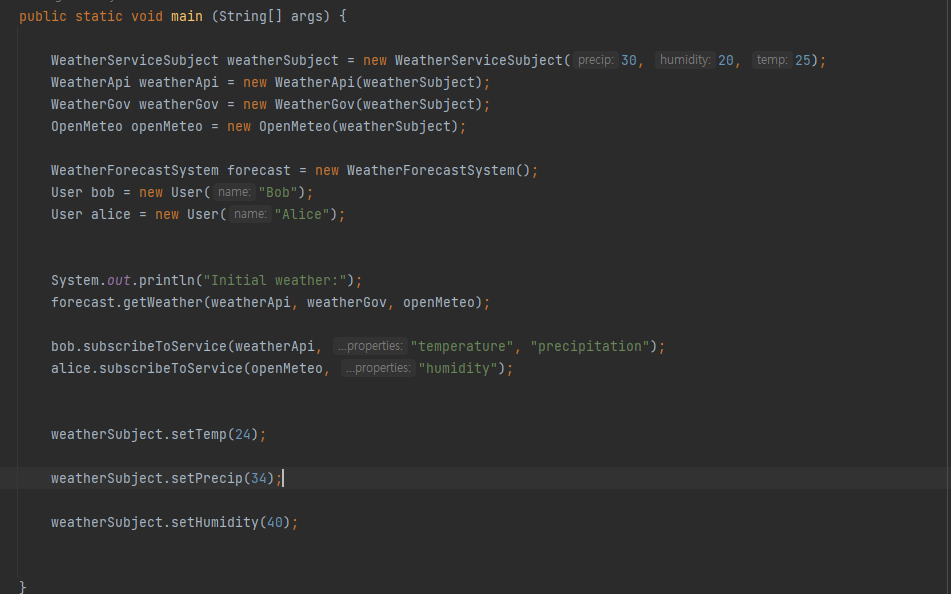 public static void main (String[] args) {
WeatherServiceSubject weatherSubject = new WeatherServiceSubject( precip: 30, humidity: 20, temp: 25);
WeatherApi weatherApi = new WeatherApi(weatherSubject);
WeatherGov weatherGov = new WeatherGov(weatherSubject);
OpenMeteo openMeteo = new OpenMeteo(weatherSubject);
WeatherForecastSystem forecast = new WeatherForecastSystem();
User bob = new User( name: "Bob");
User alice = new User( name: "Alice");
System.out.println("Initial weather:");
forecast.getWeather(weatherApi, weatherGov, openMeteo);
bob.subscribeToService(weatherApi, ...properties: "temperature", "precipitation");
alice.subscribeToService(openMeteo, ...properties: "humidity");
weatherSubject.setTemp(24);
weatherSubject.setPrecip(34);
weatherSubject.setHumidity(40);
}